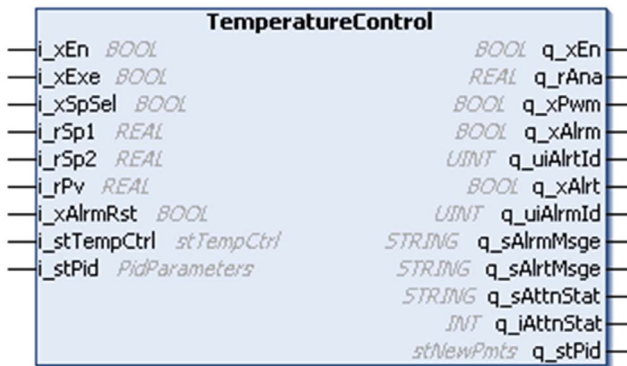 TemperatureControl
i_xEn BOOL BOOL q_xEn
i_xExe BOOL REAL q_rAna
i_xSpSel BOOL BOOL q_xPwm
i_rSp1 REAL BOOL q_xAlrm
i_rSp2 REAL UINT q_uiAlrtId
i_rPv REAL BOOL q_xAlrt
i_xAlrmRst BOOL UINT q_uiAlrmId
i_stTempCtrl stTempCtrl STRING q_sAlrmMsge
i_stPid PidParameters STRING q_sAlrtMsge
STRING q_sAttnStat
INT q_iAttnStat
stNewPmts q_stPid